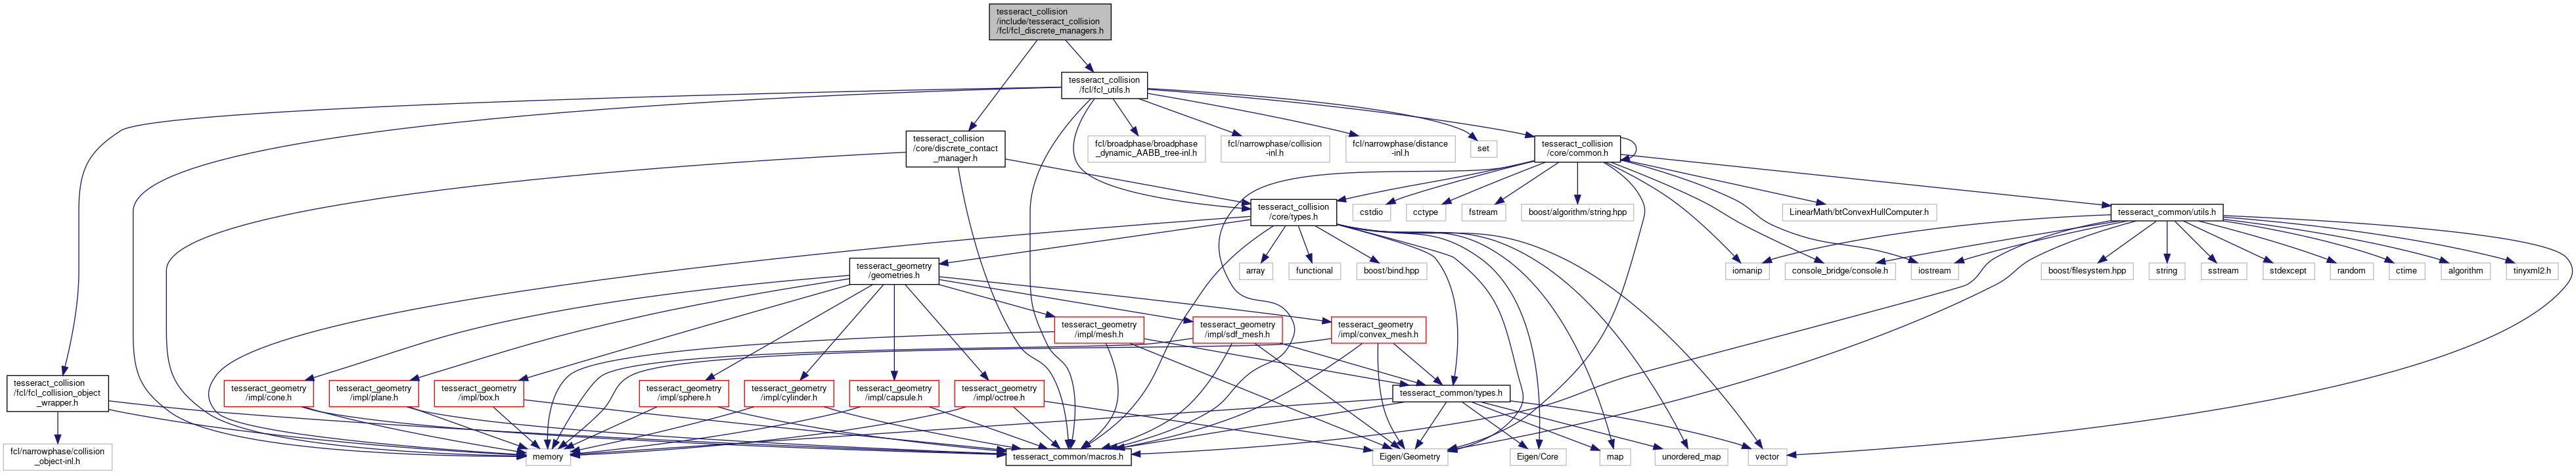 tesseract_collision
/include/tesseract_collision
/fcl/fcl_discrete_managers.h
tesseract_collision
/fcl/fcl_utils.h
tesseract_collision
/core/discrete_contact
_manager.h
fcl/broadphase/broadphase
_dynamic_AABB_tree-inl.h
fcl/narrowphase/collision
-inl.h
fcl/narrowphase/distance
-inl.h
set
tesseract_collision
/core/common.h
tesseract_collision
/core/types.h
cstdio
cctype
fstream
boost/algorithm/string.hpp
LinearMath/btConvexHullComputer.h
tesseract_common/utils.h
tesseract_geometry
/geometries.h
array
functional
boost/bind.hpp
iomanip
console_bridge/console.h
iostream
boost/filesystem.hpp
string
sstream
stdexcept
random
ctime
algorithm
tinyxml2.h
tesseract_geometry
/impl/mesh.h
tesseract_geometry
/impl/sdf_mesh.h
tesseract_geometry
/impl/convex_mesh.h
tesseract_collision
/fcl/fcl_collision_object
_wrapper.h
tesseract_geometry
/impl/cone.h
tesseract_geometry
/impl/plane.h
tesseract_geometry
/impl/box.h
tesseract_geometry
/impl/sphere.h
tesseract_geometry
/impl/cylinder.h
tesseract_geometry
/impl/capsule.h
tesseract_geometry
/impl/octree.h
tesseract_common/types.h
fcl/narrowphase/collision
_object-inl.h
memory
tesseract_common/macros.h
Eigen/Geometry
Eigen/Core
map
unordered_map
vector